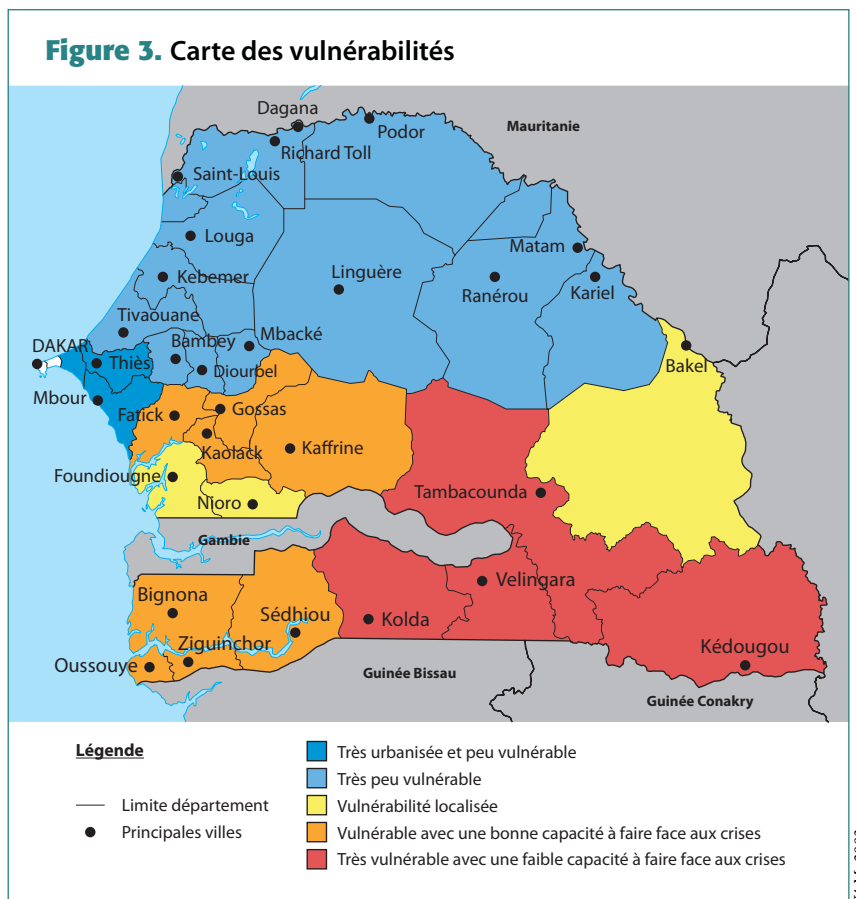 Figure 3. Carte des vulnérabilités
Dagana
Podor
Mauritanie
Richard Toll
Saint-Louis
Louga
Matam
Linguère
Kebemer
Ranérou
Kariel
Tivaouane
DAKAR
Bambey
Mbacké
Thiès
Diourbel
Bakel
Mbour
Fatick
Gossas
Kaolack
Kaffrine
Foundiougne
Tambacounda
Nioro
Gambie
Velingara
Bignona
Sédhiou
Kolda
Ziguinchor
Kédougou
Oussouye
Guinée Bissau
Guinée Conakry
Légende
Limite département
Principales villes
Très urbanisée et peu vulnérable
Très peu vulnérable
Vulnérabilité localisée
Vulnérable avec une bonne capacité à faire face aux crises
Très vulnérable avec une faible capacité à faire face aux crises